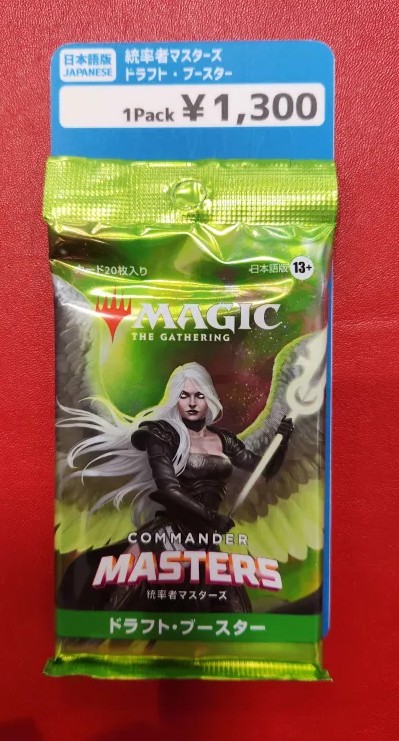 日本語版
JAPANESE
統率者マスターズ
ドラフト・ブースター
1Pack ¥1,300
カード20枚入り
日本語版 13+
MAGIC
THE GATHERING
COMMANDER
MASTERS
統率者マスターズ
ドラフト・ブースター